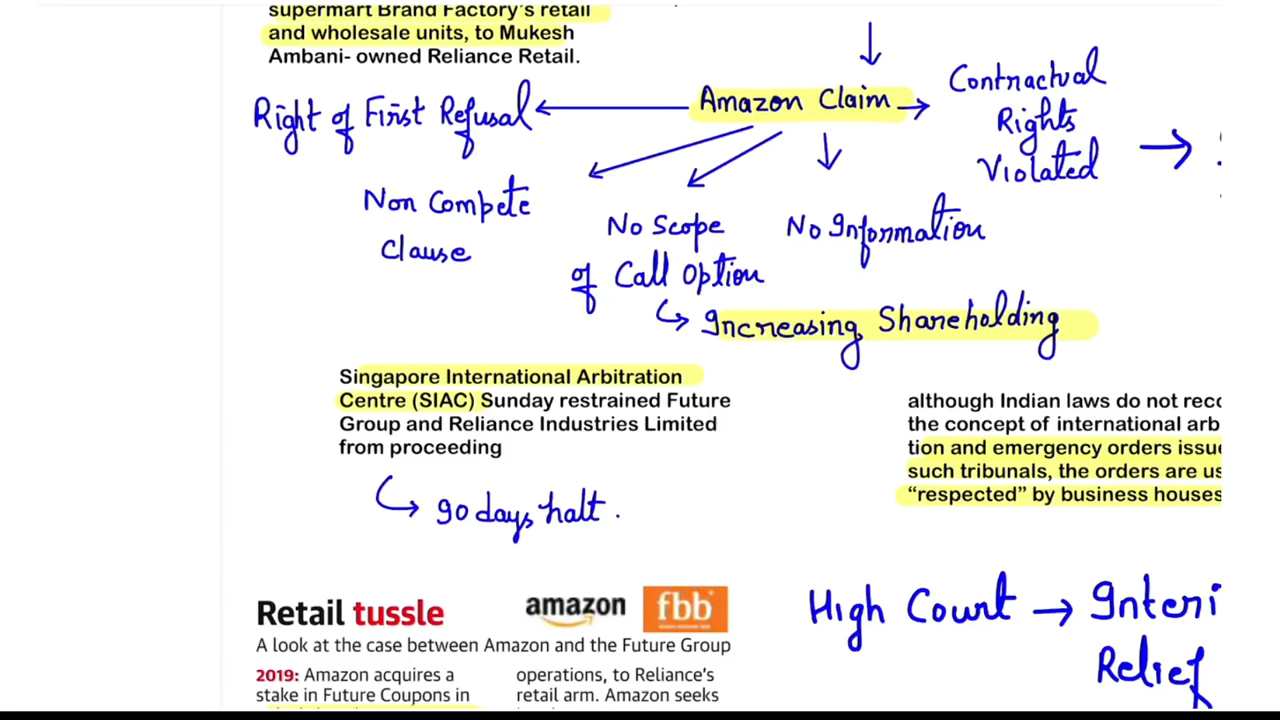 supermart Brand Factory's retail
and wholesale units, to Mukesh
Ambani- owned Reliance Retail.
Amazon Claim
Right of First Refusal
Contractual
Rights
Violated
Non Compete
Clause
No Scope
of Call Option
No Information
Increasing Shareholding
Singapore International Arbitration
Centre (SIAC) Sunday restrained Future
Group and Reliance Industries Limited
from proceeding
90 days halt.
although Indian laws do not reco
the concept of international arb
tion and emergency orders issue
such tribunals, the orders are us
"respected" by business houses
High Court → Interi
Relief
Retail tussle
amazon
fbb
A look at the case between Amazon and the Future Group
2019: Amazon acquires a
stake in Future Coupons in
operations, to Reliance's
retail arm. Amazon seeks